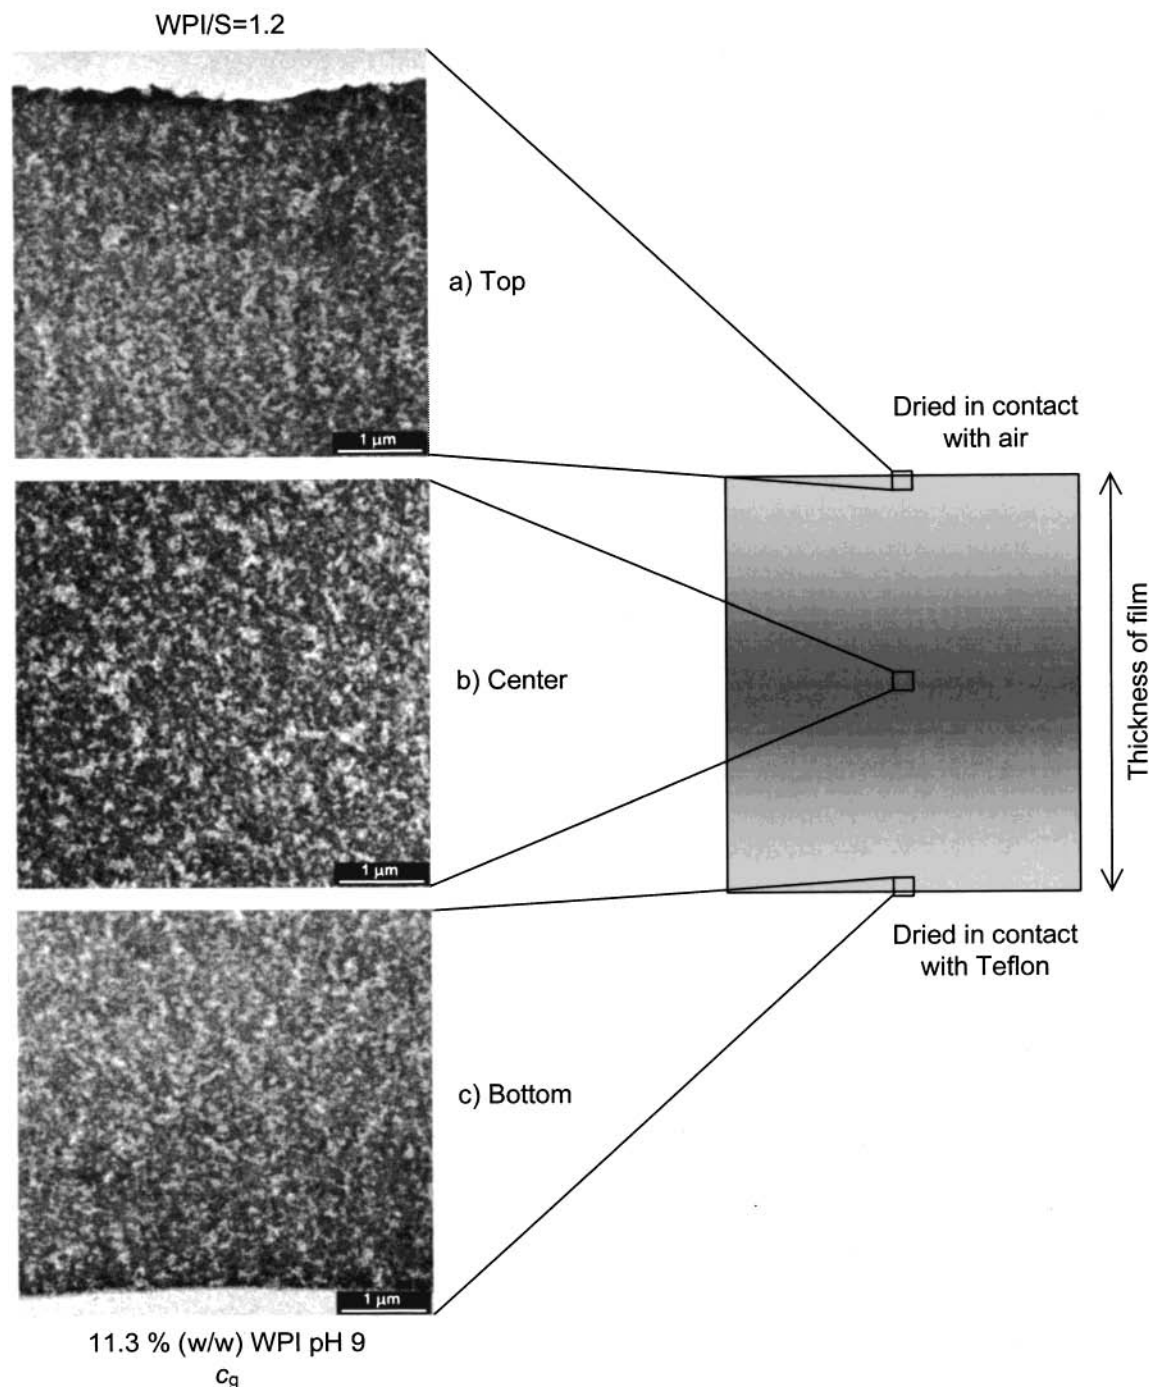 WPI/S=1.2
a) Top
1 μm
Dried in contact
with air
b) Center
1 μm
Thickness of film
Dried in contact
with Teflon
c) Bottom
1 μm
11.3 % (w/w) WPI pH 9
cg